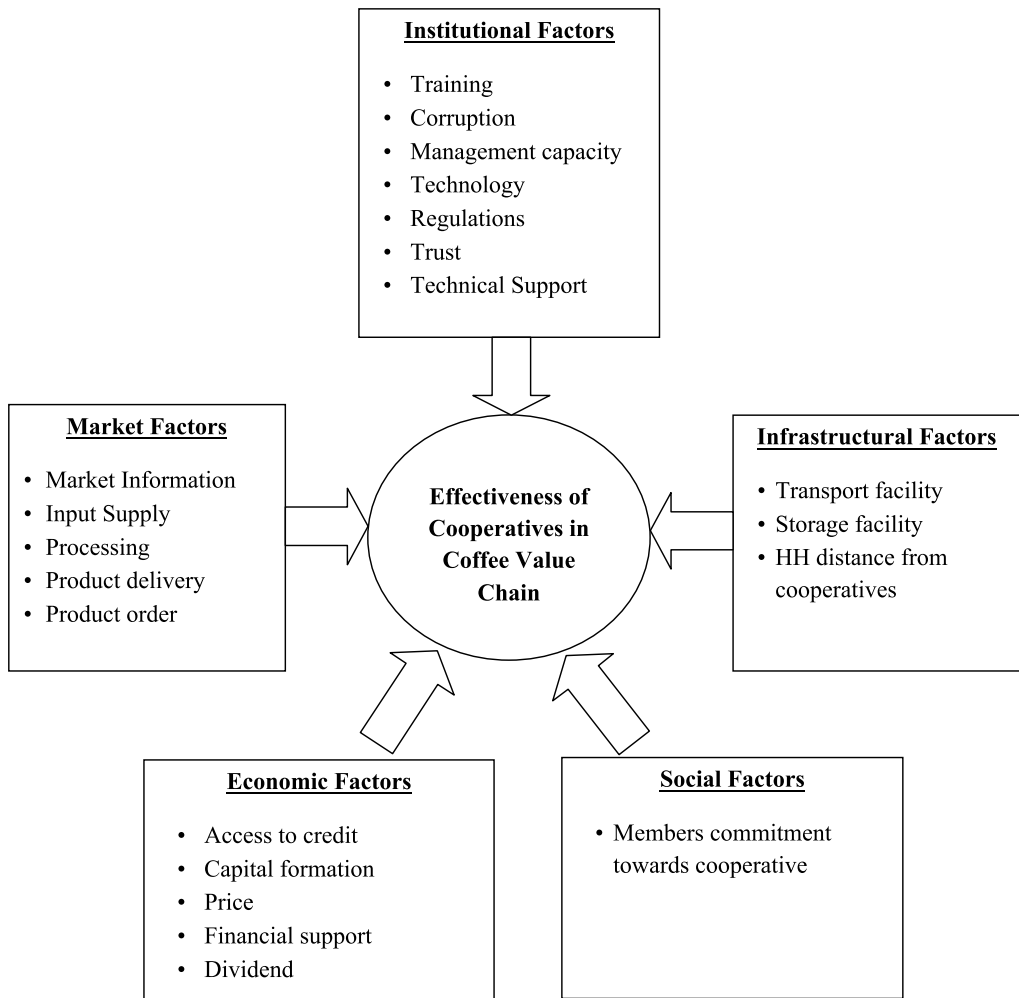 Institutional Factors
• Training
• Corruption
• Management capacity
• Technology
• Regulations
• Trust
• Technical Support
Market Factors
• Market Information
• Input Supply
• Processing
• Product delivery
• Product order
Effectiveness of
Cooperatives in
Coffee Value
Chain
Infrastructural Factors
• Transport facility
• Storage facility
• HH distance from
cooperatives
Economic Factors
• Access to credit
• Capital formation
• Price
• Financial support
• Dividend
Social Factors
• Members commitment
towards cooperative